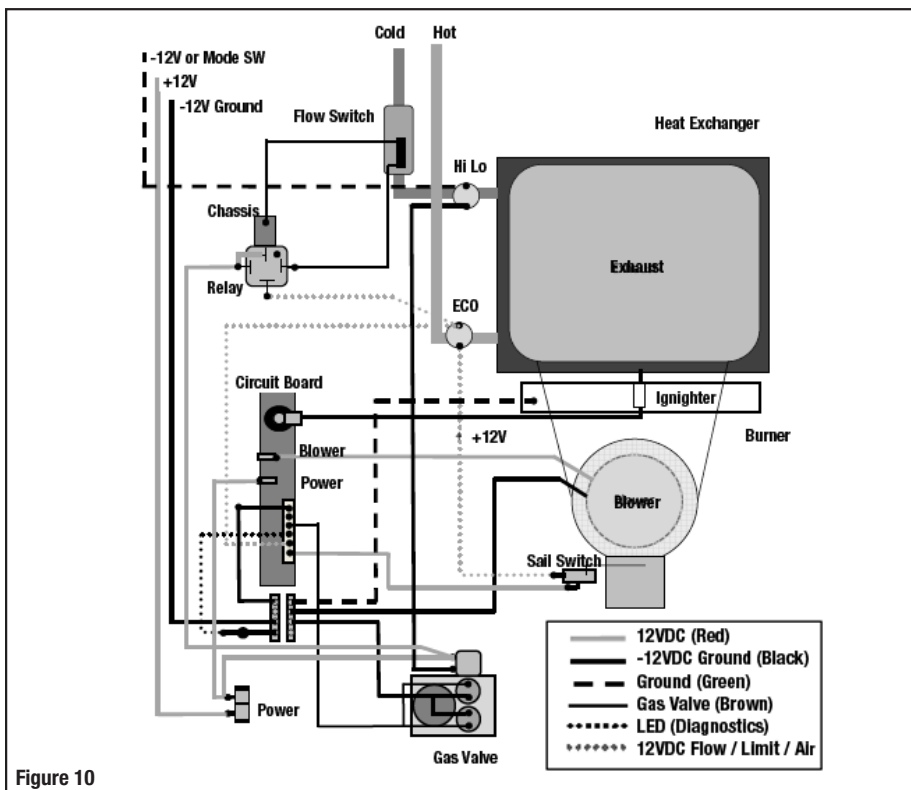 Cold Hot
-12V or Mode SW
+12V
-12V Ground
Flow Switch
Heat Exchanger
Hi Lo
Chassis
Exhaust
Relay
ECO
Circuit Board
Ignighter
+12V
Burner
Blower
Power
Blower
Sail Switch
Power
Gas Valve
12VDC (Red)
-12VDC Ground (Black)
Ground (Green)
Gas Valve (Brown)
LED (Diagnostics)
12VDC Flow / Limit / Air
Figure 10